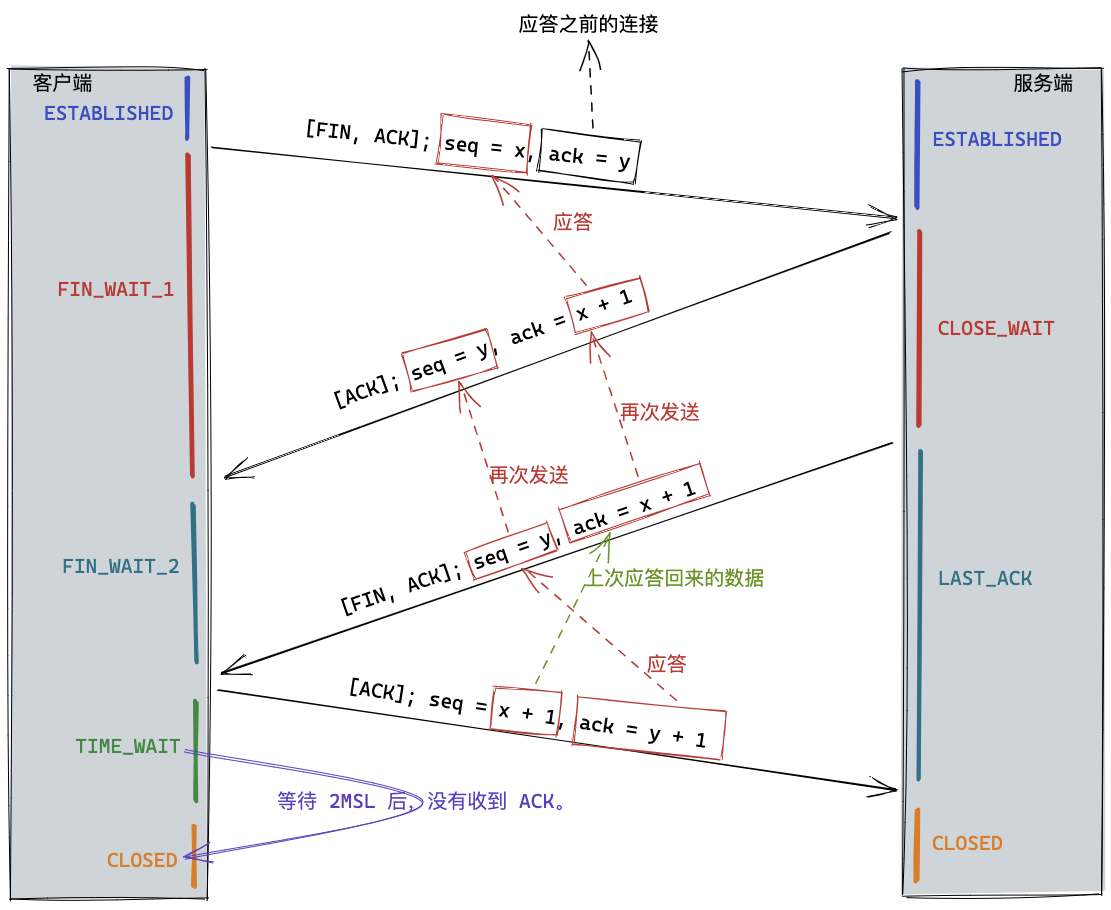 应答之前的连接
客户端
服务端
ESTABLISHED
ESTABLISHED
[FIN, ACK]; seq = x, ack = y
应答
FIN_WAIT_1
CLOSE_WAIT
[ACK]; seq = y, ack = x + 1
再次发送
再次发送
[FIN, ACK]; seq = y, ack = x + 1
FIN_WAIT_2
LAST_ACK
上次应答回来的数据
应答
[ACK]; seq = x + 1, ack = y + 1
TIME_WAIT
等待 2MSL 后，没有收到 ACK。
CLOSED
CLOSED